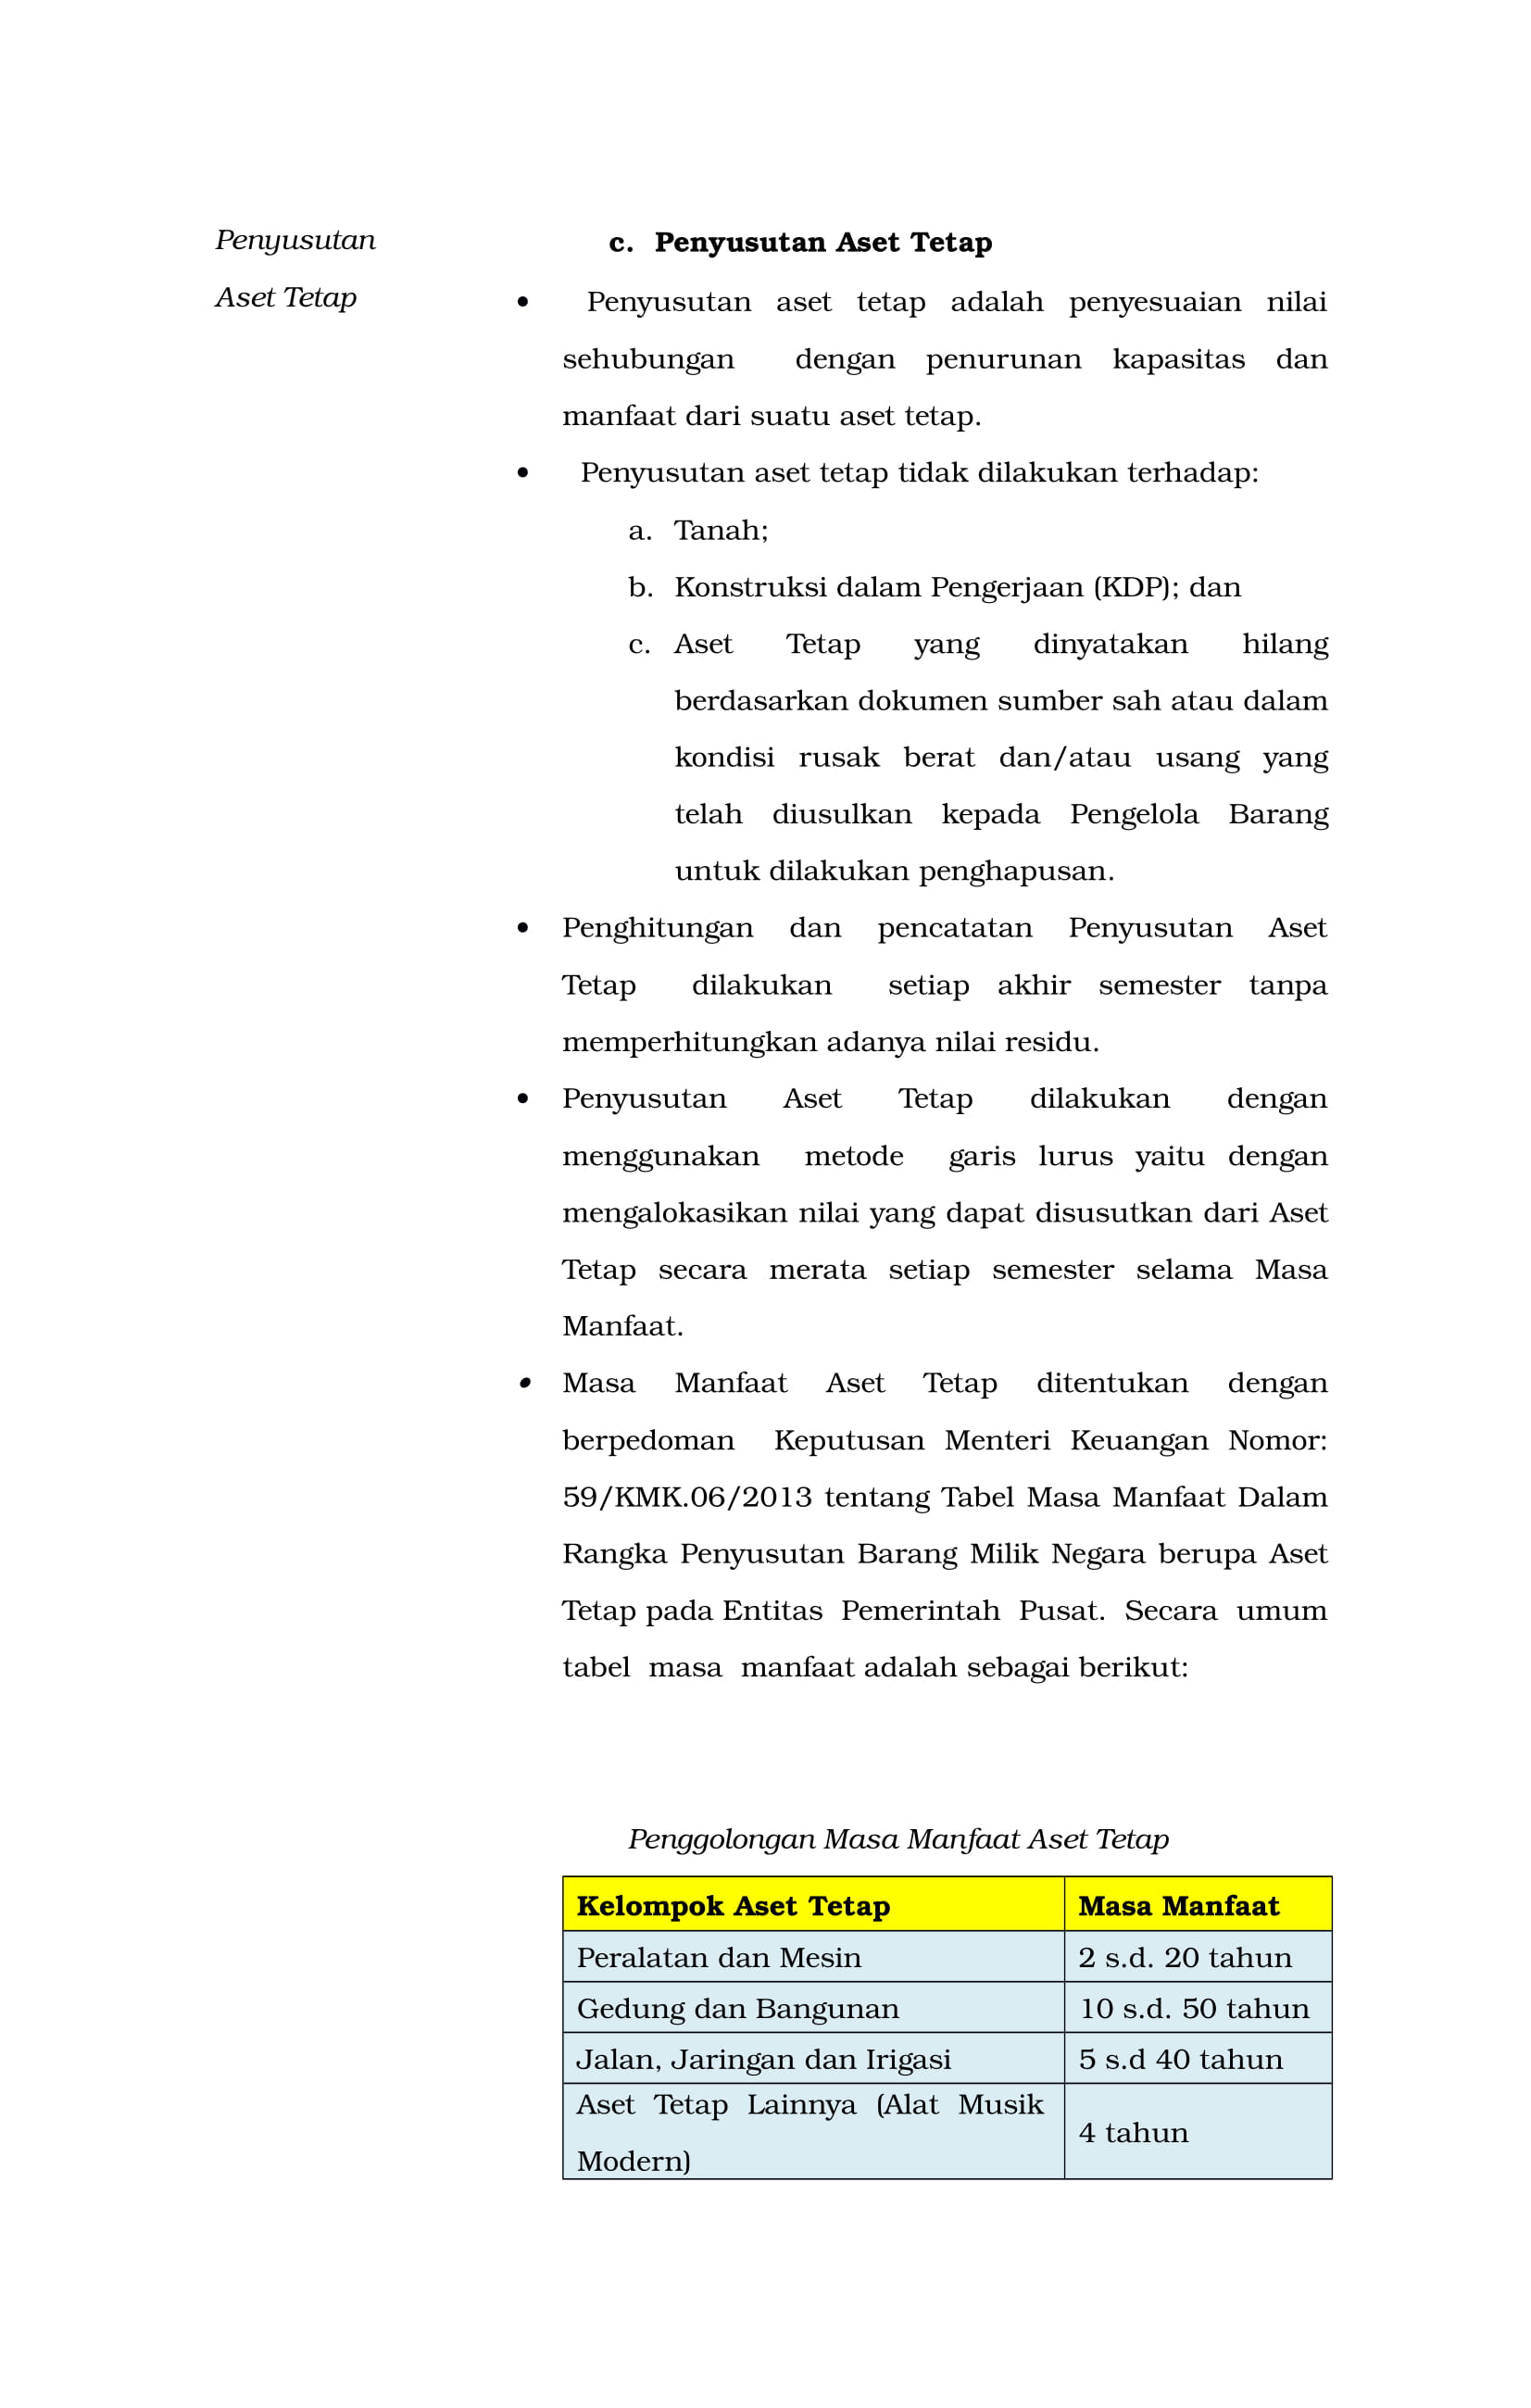 Penyusutan
Aset Tetap
c. Penyusutan Aset Tetap
• Penyusutan aset tetap adalah penyesuaian nilai
sehubungan dengan penurunan kapasitas dan
manfaat dari suatu aset tetap.
• Penyusutan aset tetap tidak dilakukan terhadap:
a. Tanah;
b. Konstruksi dalam Pengerjaan (KDP); dan
c. Aset Tetap yang dinyatakan hilang
berdasarkan dokumen sumber sah atau dalam
kondisi rusak berat dan/atau usang yang
telah diusulkan kepada Pengelola Barang
untuk dilakukan penghapusan.
• Penghitungan dan pencatatan Penyusutan Aset
Tetap dilakukan setiap akhir semester tanpa
memperhitungkan adanya nilai residu.
• Penyusutan Aset Tetap dilakukan dengan
menggunakan metode garis lurus yaitu dengan
mengalokasikan nilai yang dapat disusutkan dari Aset
Tetap secara merata setiap semester selama Masa
Manfaat.
• Masa Manfaat Aset Tetap ditentukan dengan
berpedoman Keputusan Menteri Keuangan Nomor:
59/KMK.06/2013 tentang Tabel Masa Manfaat Dalam
Rangka Penyusutan Barang Milik Negara berupa Aset
Tetap pada Entitas Pemerintah Pusat. Secara umum
tabel masa manfaat adalah sebagai berikut:
Penggolongan Masa Manfaat Aset Tetap
Kelompok Aset Tetap Masa Manfaat
Peralatan dan Mesin 2 s.d. 20 tahun
Gedung dan Bangunan 10 s.d. 50 tahun
Jalan, Jaringan dan Irigasi 5 s.d 40 tahun
Aset Tetap Lainnya (Alat Musik
Modern) 4 tahun